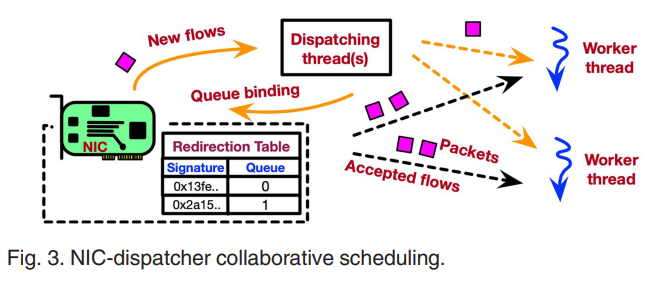 New flows
Dispatching
thread(s)
Worker
thread
Queue binding
NIC
Redirection Table
Signature Queue
0x13fe.. 0
0x2a15.. 1
Packets
Accepted flows
Worker
thread
Fig. 3. NIC-dispatcher collaborative scheduling.